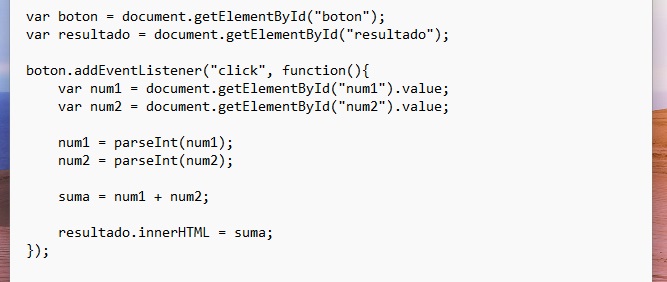 var boton = document.getElementById("boton");
var resultado = document.getElementById("resultado");
boton.addEventListener("click", function(){
var num1 = document.getElementById("num1").value;
var num2 = document.getElementById("num2").value;
num1 = parseInt(num1);
num2 = parseInt(num2);
suma = num1 + num2;
resultado.innerHTML = suma;
});